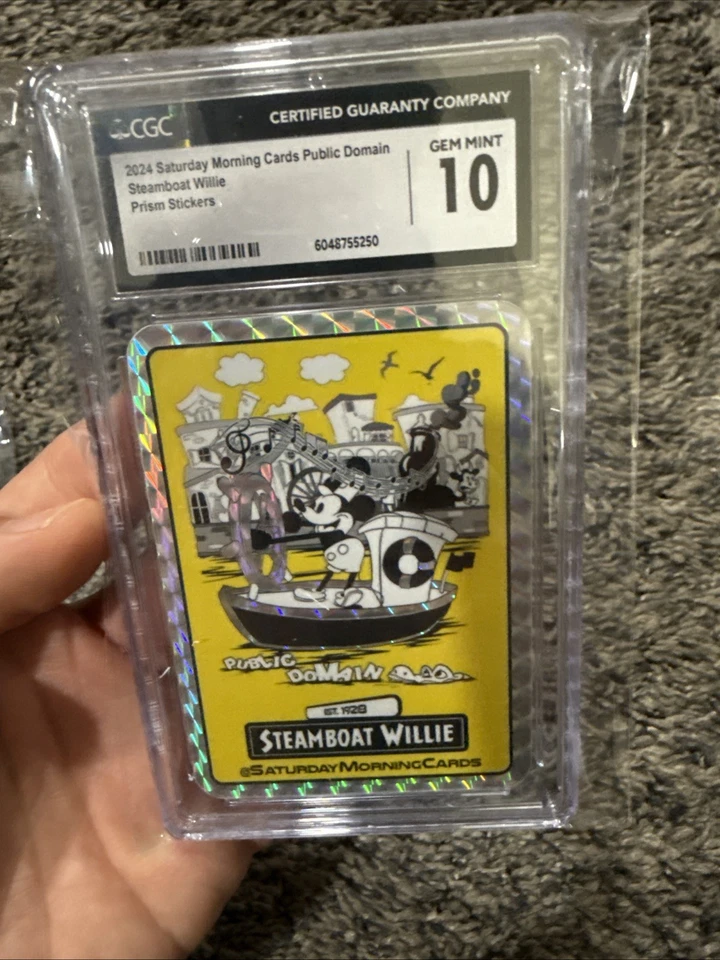 CGC
CERTIFIED GUARANTY COMPANY
2024 Saturday Morning Cards Public Domain
Steamboat Willie
Prism Stickers
GEM MINT
10
6048755250
PUBLIC
DOMAIN
EST. 1928
STEAMBOAT WILLIE
@SATURDAYMORNINGCARDS